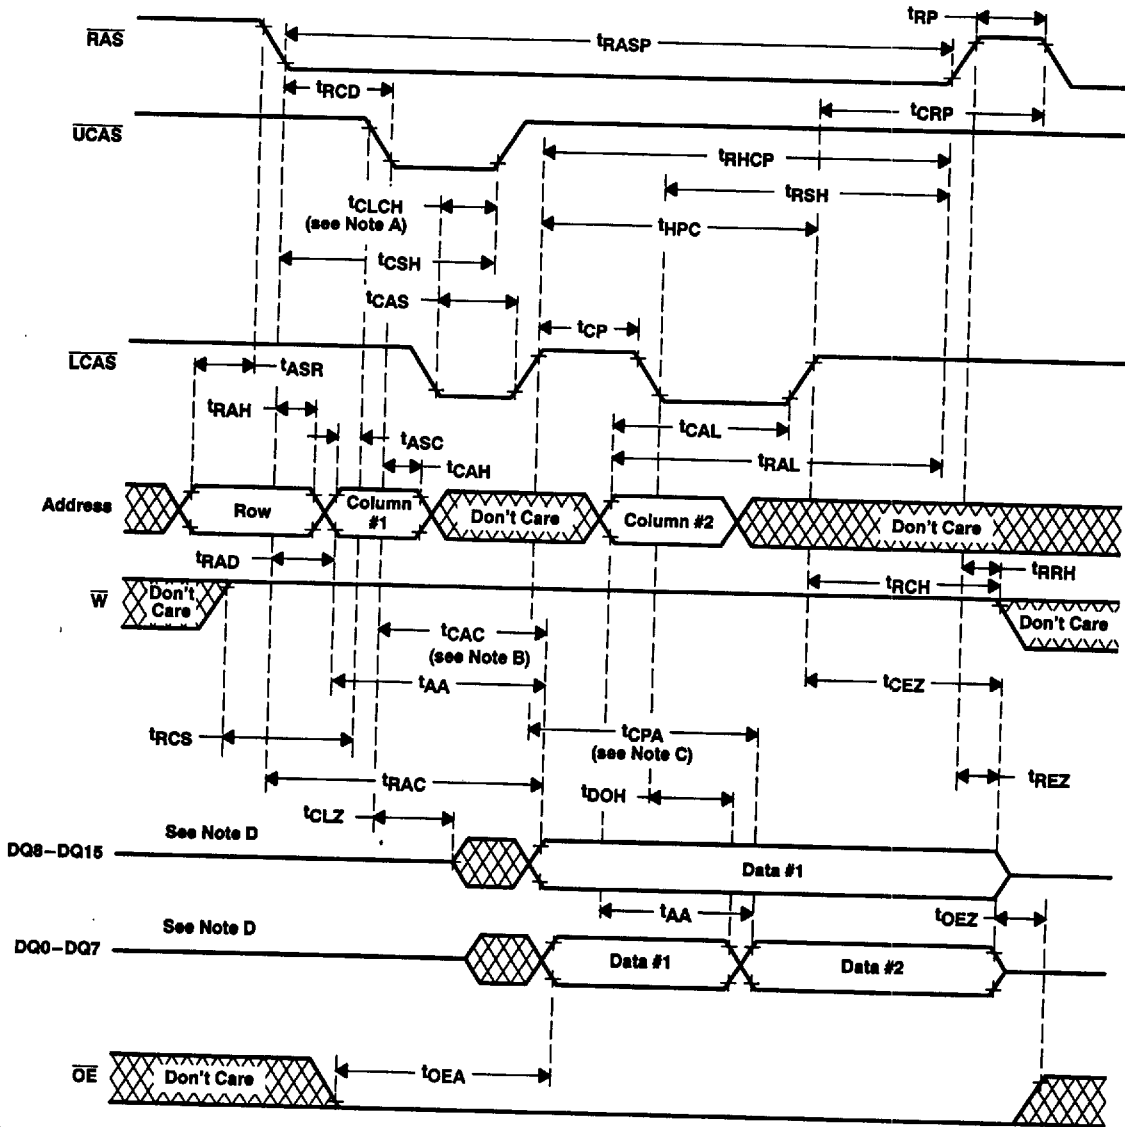 tRP
RAS
tRASP
tRCD
tCRP
UCAS
tRHCP
tCLCH
(see Note A)
tRSH
tHPC
tCSH
tCAS
tCP
LCAS
tASR
tRAH
tASC
tCAL
tCAH
tRAL
Address
Row
Column
#1
Don't Care
Column #2
Don't Care
tRAD
tRRH
tRCH
W
Don't
Care
Don't Care
tCAC
(see Note B)
tAA
tCEZ
tRCS
tCPA
(see Note C)
tRAC
tREZ
tDOH
tCLZ
See Note D
DQ8–DQ15
Data #1
tAA
tOEZ
See Note D
DQ0–DQ7
Data #1
Data #2
OE
Don't Care
tOEA